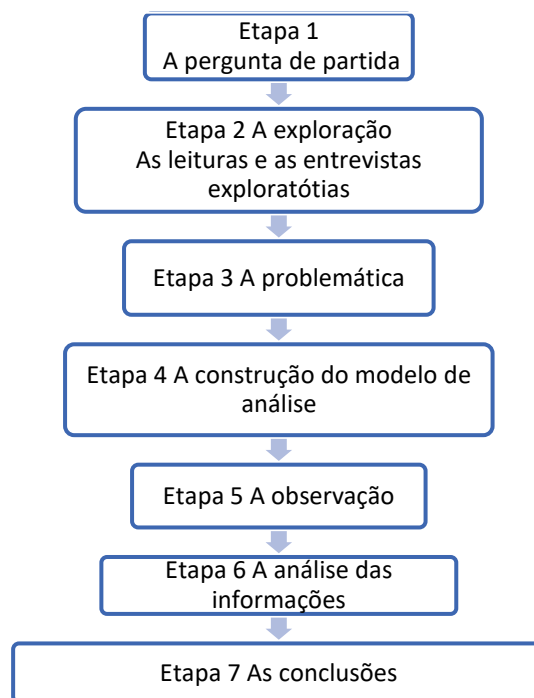 Etapa 1
A pergunta de partida
Etapa 2 A exploração
As leituras e as entrevistas
exploratótias
Etapa 3 A problemática
Etapa 4 A construção do modelo de
análise
Etapa 5 A observação
Etapa 6 A análise das
informações
Etapa 7 As conclusões